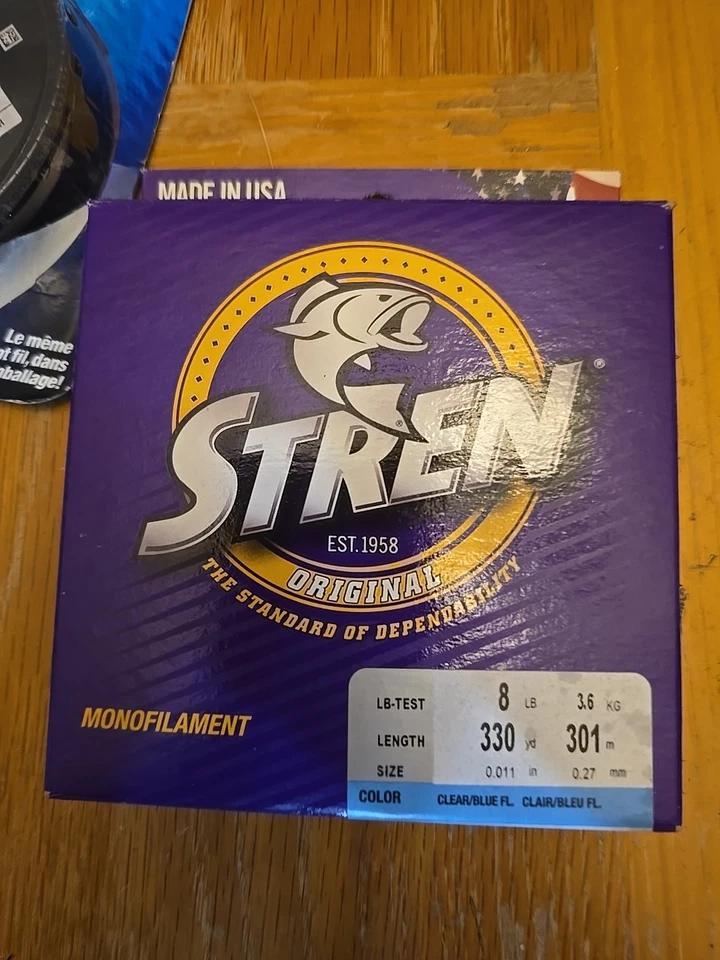 MADE IN USA
Le même
fil, dans
STREN®
EST. 1958
ORIGINAL
THE STANDARD OF DEPENDABILITY
MONOFILAMENT
LB-TEST 8 LB 3.6 KG
LENGTH 330 yd 301 m
SIZE 0.011 in 0.27 mm
COLOR CLEAR/BLUE FL. CLAIR/BLEU FL.